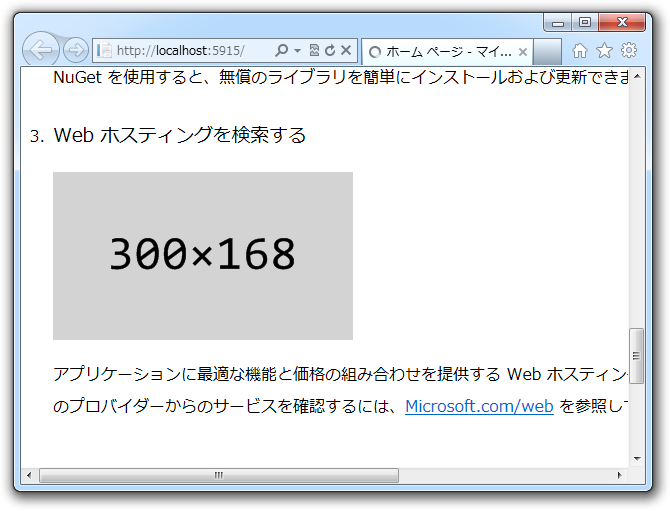 http://localhost:5915/
ホーム ページ - マイ...
NuGet を使用すると、無償のライブラリを簡単にインストールおよび更新できま
3. Web ホスティングを検索する
300×168
アプリケーションに最適な機能と価格の組み合わせを提供する Web ホスティン
のプロバイダーからのサービスを確認するには、Microsoft.com/web を参照して